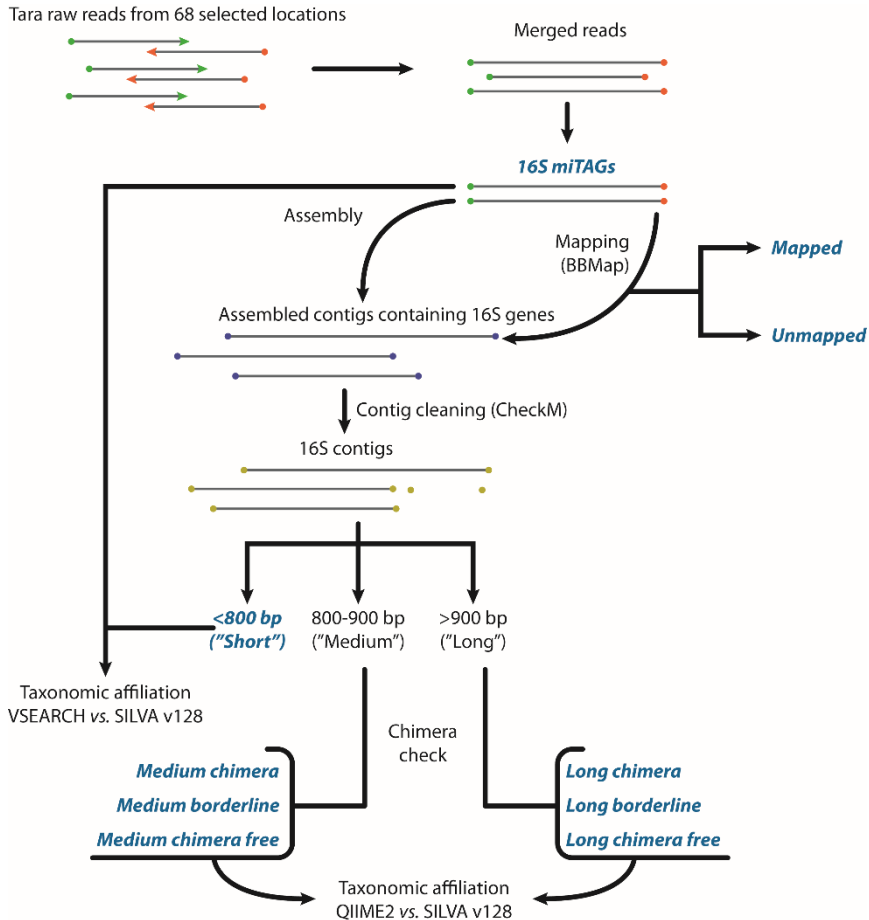 Tara raw reads from 68 selected locations
Merged reads
16S miTAGs
Assembly
Mapping
(BBMap)
Mapped
Unmapped
Assembled contigs containing 16S genes
Contig cleaning (CheckM)
16S contigs
<800 bp
("Short")
800-900 bp
("Medium")
>900 bp
("Long")
Taxonomic affiliation
VSEARCH vs. SILVA v128
Chimera
check
Medium chimera
Medium borderline
Medium chimera free
Long chimera
Long borderline
Long chimera free
Taxonomic affiliation
QIIME2 vs. SILVA v128